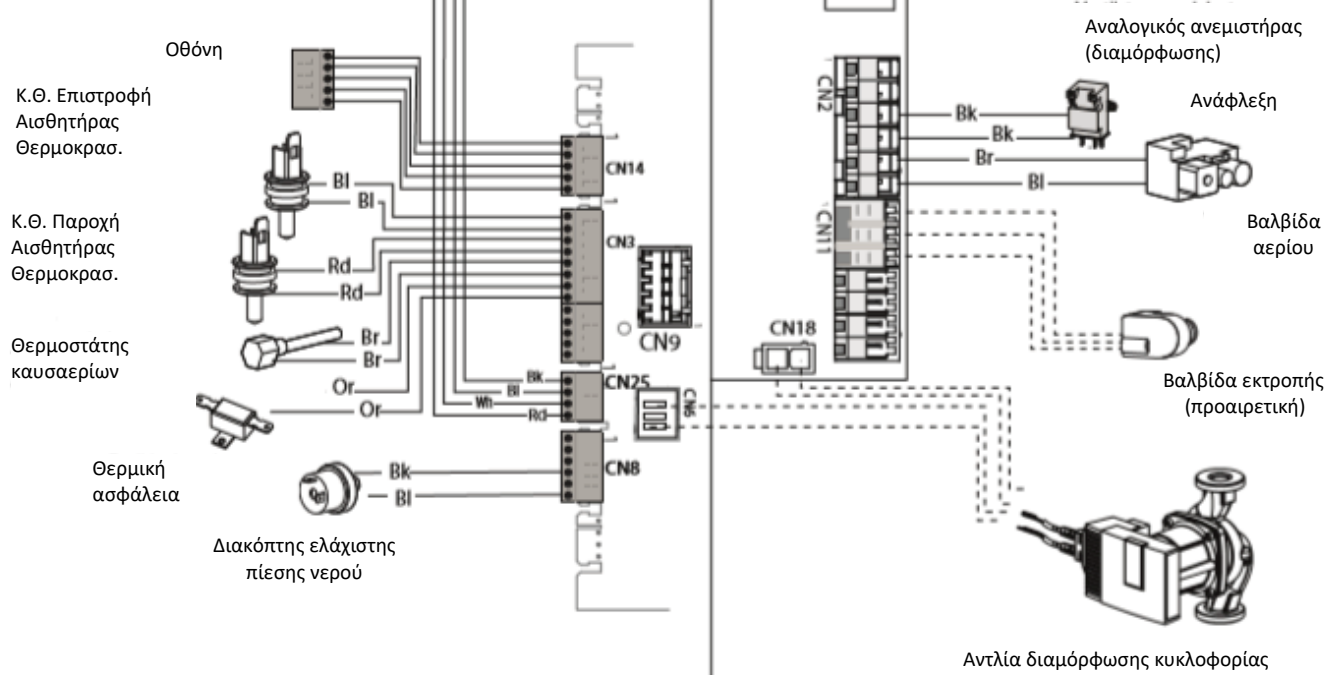 Αναλογικός ανεμιστήρας
(διαμόρφωσης)
Οθόνη
Κ.Θ. Επιστροφή
Αισθητήρας
Θερμοκρασ.
CN2
Ανάφλεξη
Bk
Bk
Br
Bl
CN14
Bl
Bl
Κ.Θ. Παροχή
Αισθητήρας
Θερμοκρασ.
CN3
CN11
Βαλβίδα
αερίου
Rd
Rd
CN9
CN18
Θερμοστάτης
καυσαερίων
Br
Br
Or
Or
Bk
Bl
Wh
Rd
CN25
CN6
Βαλβίδα εκτροπής
(προαιρετική)
Θερμική
ασφάλεια
Bk
Bl
CN8
Διακόπτης ελάχιστης
πίεσης νερού
Αντλία διαμόρφωσης κυκλοφορίας